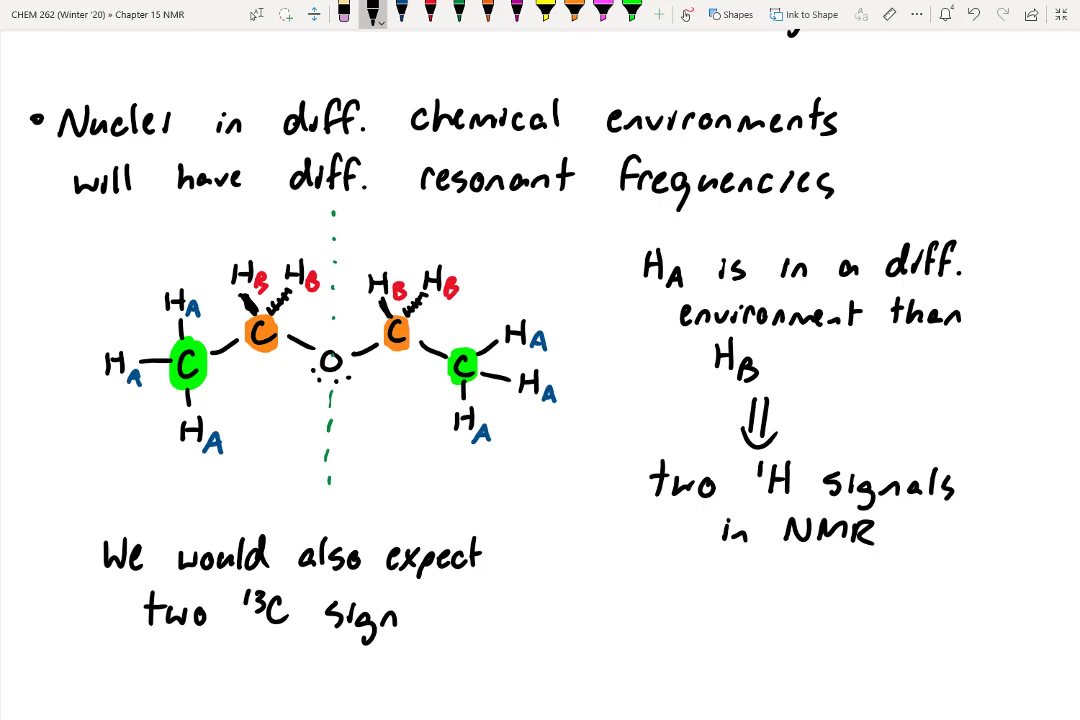 CHEM 262 (Winter '20) » Chapter 15 NMR
Shapes
Ink to Shape
• Nuclei in diff. chemical environments
will have diff. resonant frequencies
HB HB HB HB
HA C C HA
HA C O C HA
HA HA
HA is in a diff.
environment than
HB
⇓
two ¹H signals
in NMR
We would also expect
two ¹³C sign